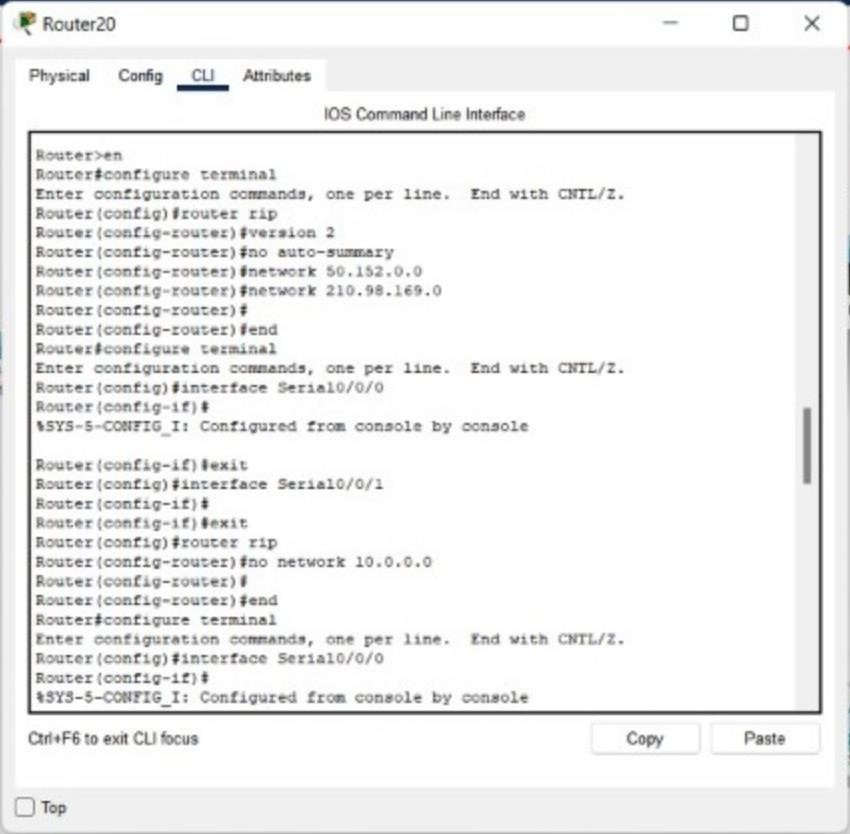 Router20
Physical Config CLI Attributes
IOS Command Line Interface
Router>en
Router#configure terminal
Enter configuration commands, one per line.  End with CNTL/Z.
Router(config)#router rip
Router(config-router)#version 2
Router(config-router)#no auto-summary
Router(config-router)#network 50.152.0.0
Router(config-router)#network 210.98.169.0
Router(config-router)#
Router(config-router)#end
Router#configure terminal
Enter configuration commands, one per line.  End with CNTL/Z.
Router(config)#interface Serial0/0/0
Router(config-if)#
%SYS-5-CONFIG_I: Configured from console by console
Router(config-if)#exit
Router(config)#interface Serial0/0/1
Router(config-if)#
Router(config-if)#exit
Router(config)#router rip
Router(config-router)#no network 10.0.0.0
Router(config-router)#
Router(config-router)#end
Router#configure terminal
Enter configuration commands, one per line.  End with CNTL/Z.
Router(config)#interface Serial0/0/0
Router(config-if)#
%SYS-5-CONFIG_I: Configured from console by console
Ctrl+F6 to exit CLI focus
Copy Paste
Top